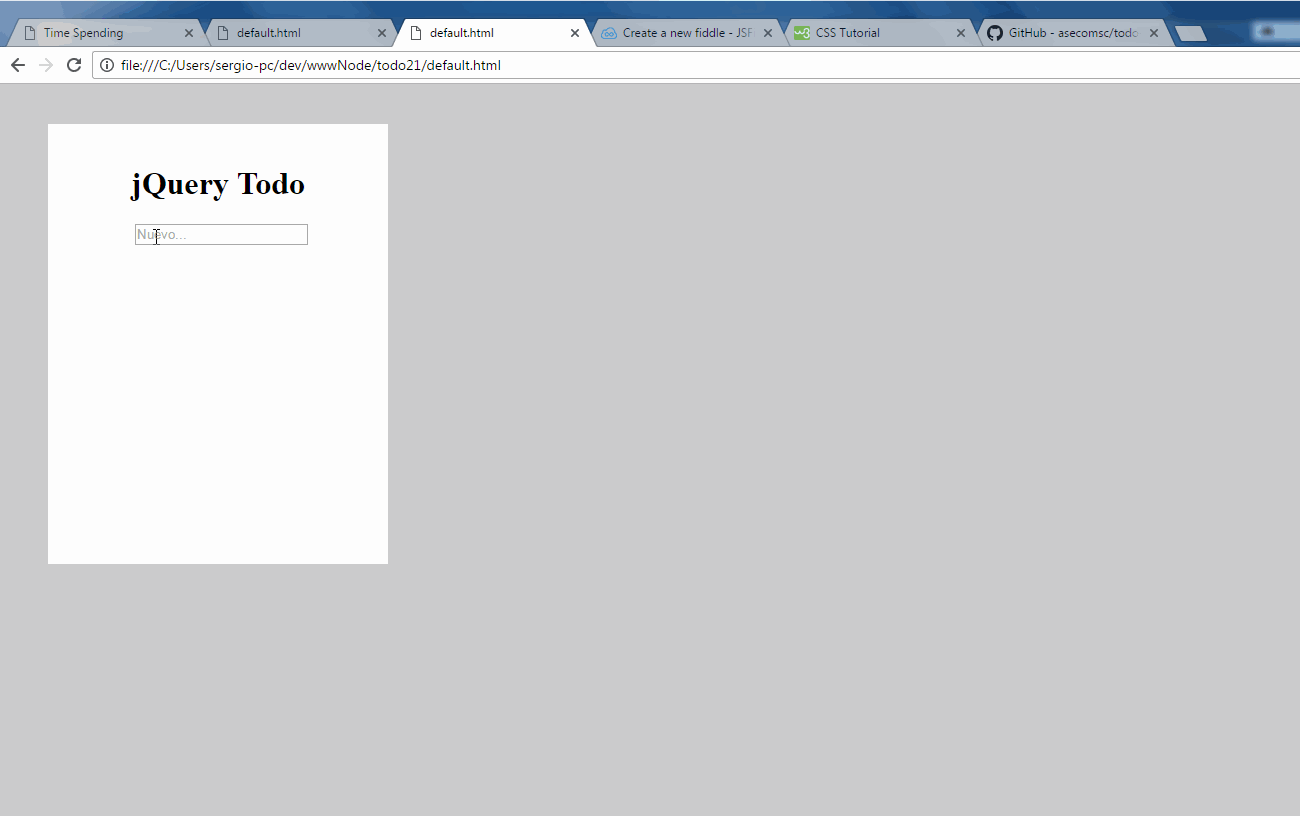 Time Spending
default.html
default.html
Create a new fiddle - JSF
CSS Tutorial
GitHub - asecomsc/todo
file:///C:/Users/sergio-pc/dev/wwwNode/todo21/default.html
jQuery Todo
Nuevo...